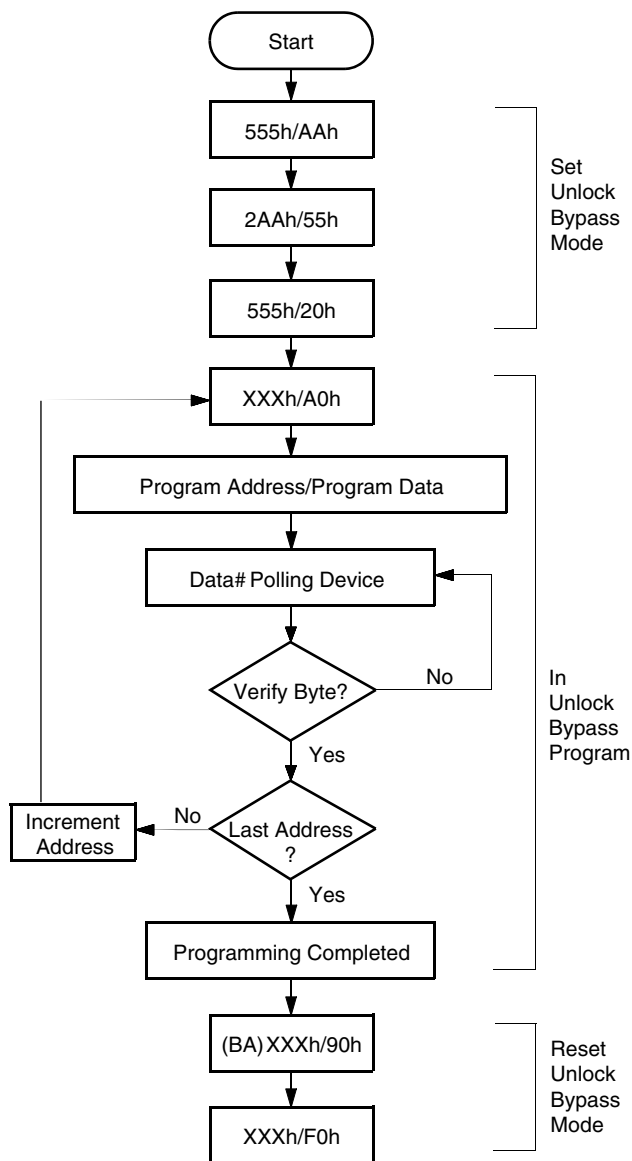 Start
555h/AAh
2AAh/55h
555h/20h
Set
Unlock
Bypass
Mode
XXXh/A0h
Program Address/Program Data
Data# Polling Device
Verify Byte?
No
Yes
Last Address
?
No
Increment
Address
Yes
Programming Completed
In
Unlock
Bypass
Program
(BA) XXXh/90h
XXXh/F0h
Reset
Unlock
Bypass
Mode